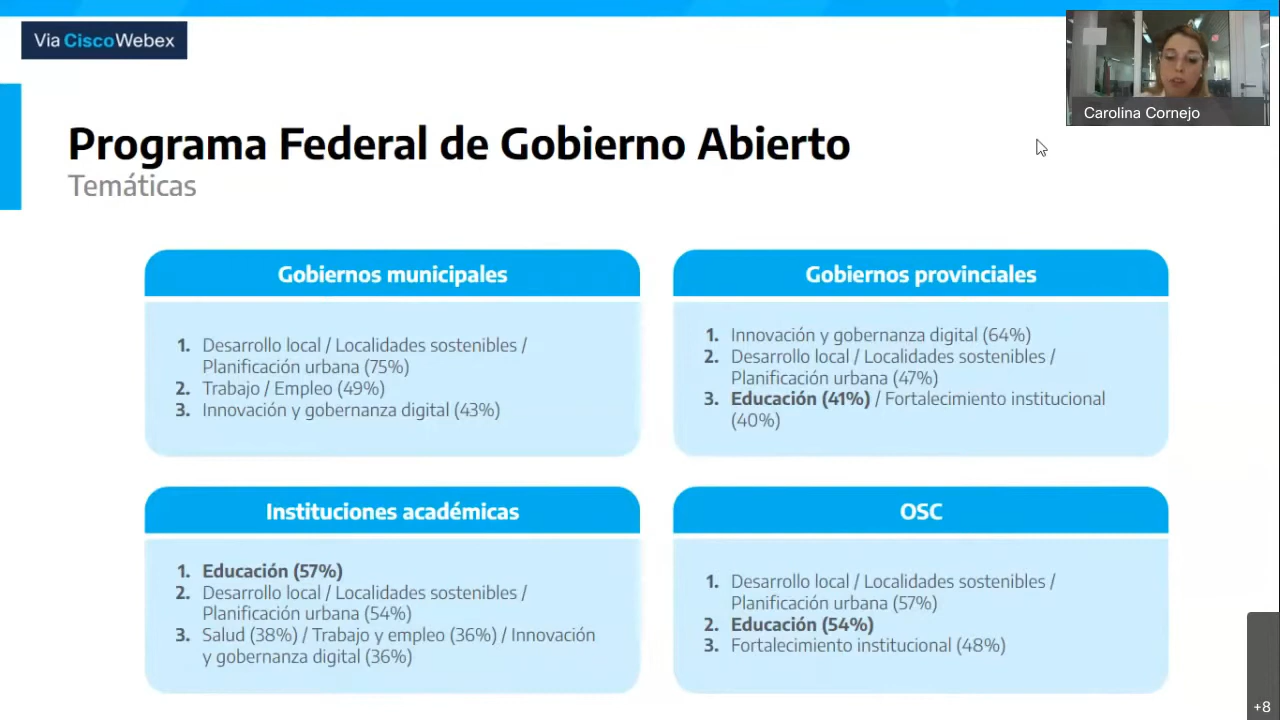 Via CiscoWebex
Carolina Cornejo
Programa Federal de Gobierno Abierto
Temáticas
Gobiernos municipales
1. Desarrollo local / Localidades sostenibles /
Planificación urbana (75%)
2. Trabajo / Empleo (49%)
3. Innovación y gobernanza digital (43%)
Gobiernos provinciales
1. Innovación y gobernanza digital (64%)
2. Desarrollo local / Localidades sostenibles /
Planificación urbana (47%)
3. Educación (41%) / Fortalecimiento institucional
(40%)
Instituciones académicas
1. Educación (57%)
2. Desarrollo local / Localidades sostenibles /
Planificación urbana (54%)
3. Salud (38%) / Trabajo y empleo (36%) / Innovación
y gobernanza digital (36%)
OSC
1. Desarrollo local / Localidades sostenibles /
Planificación urbana (57%)
2. Educación (54%)
3. Fortalecimiento institucional (48%)
+8